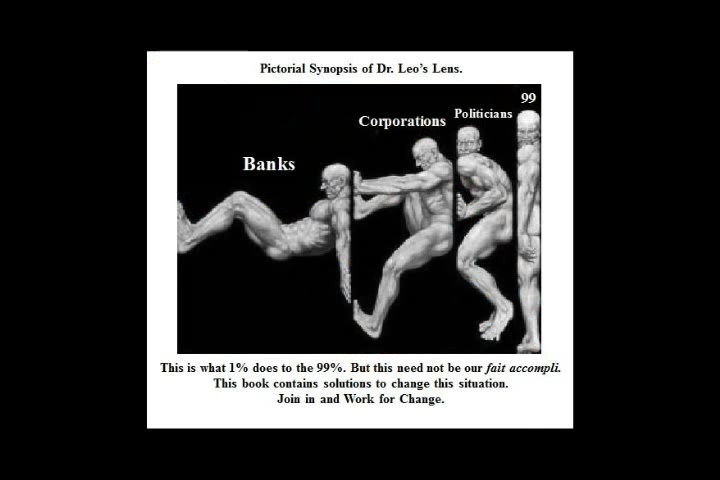 Pictorial Synopsis of Dr. Leo's Lens.
99
Politicians
Corporations
Banks
This is what 1% does to the 99%. But this need not be our fait accompli.
This book contains solutions to change this situation.
Join in and Work for Change.